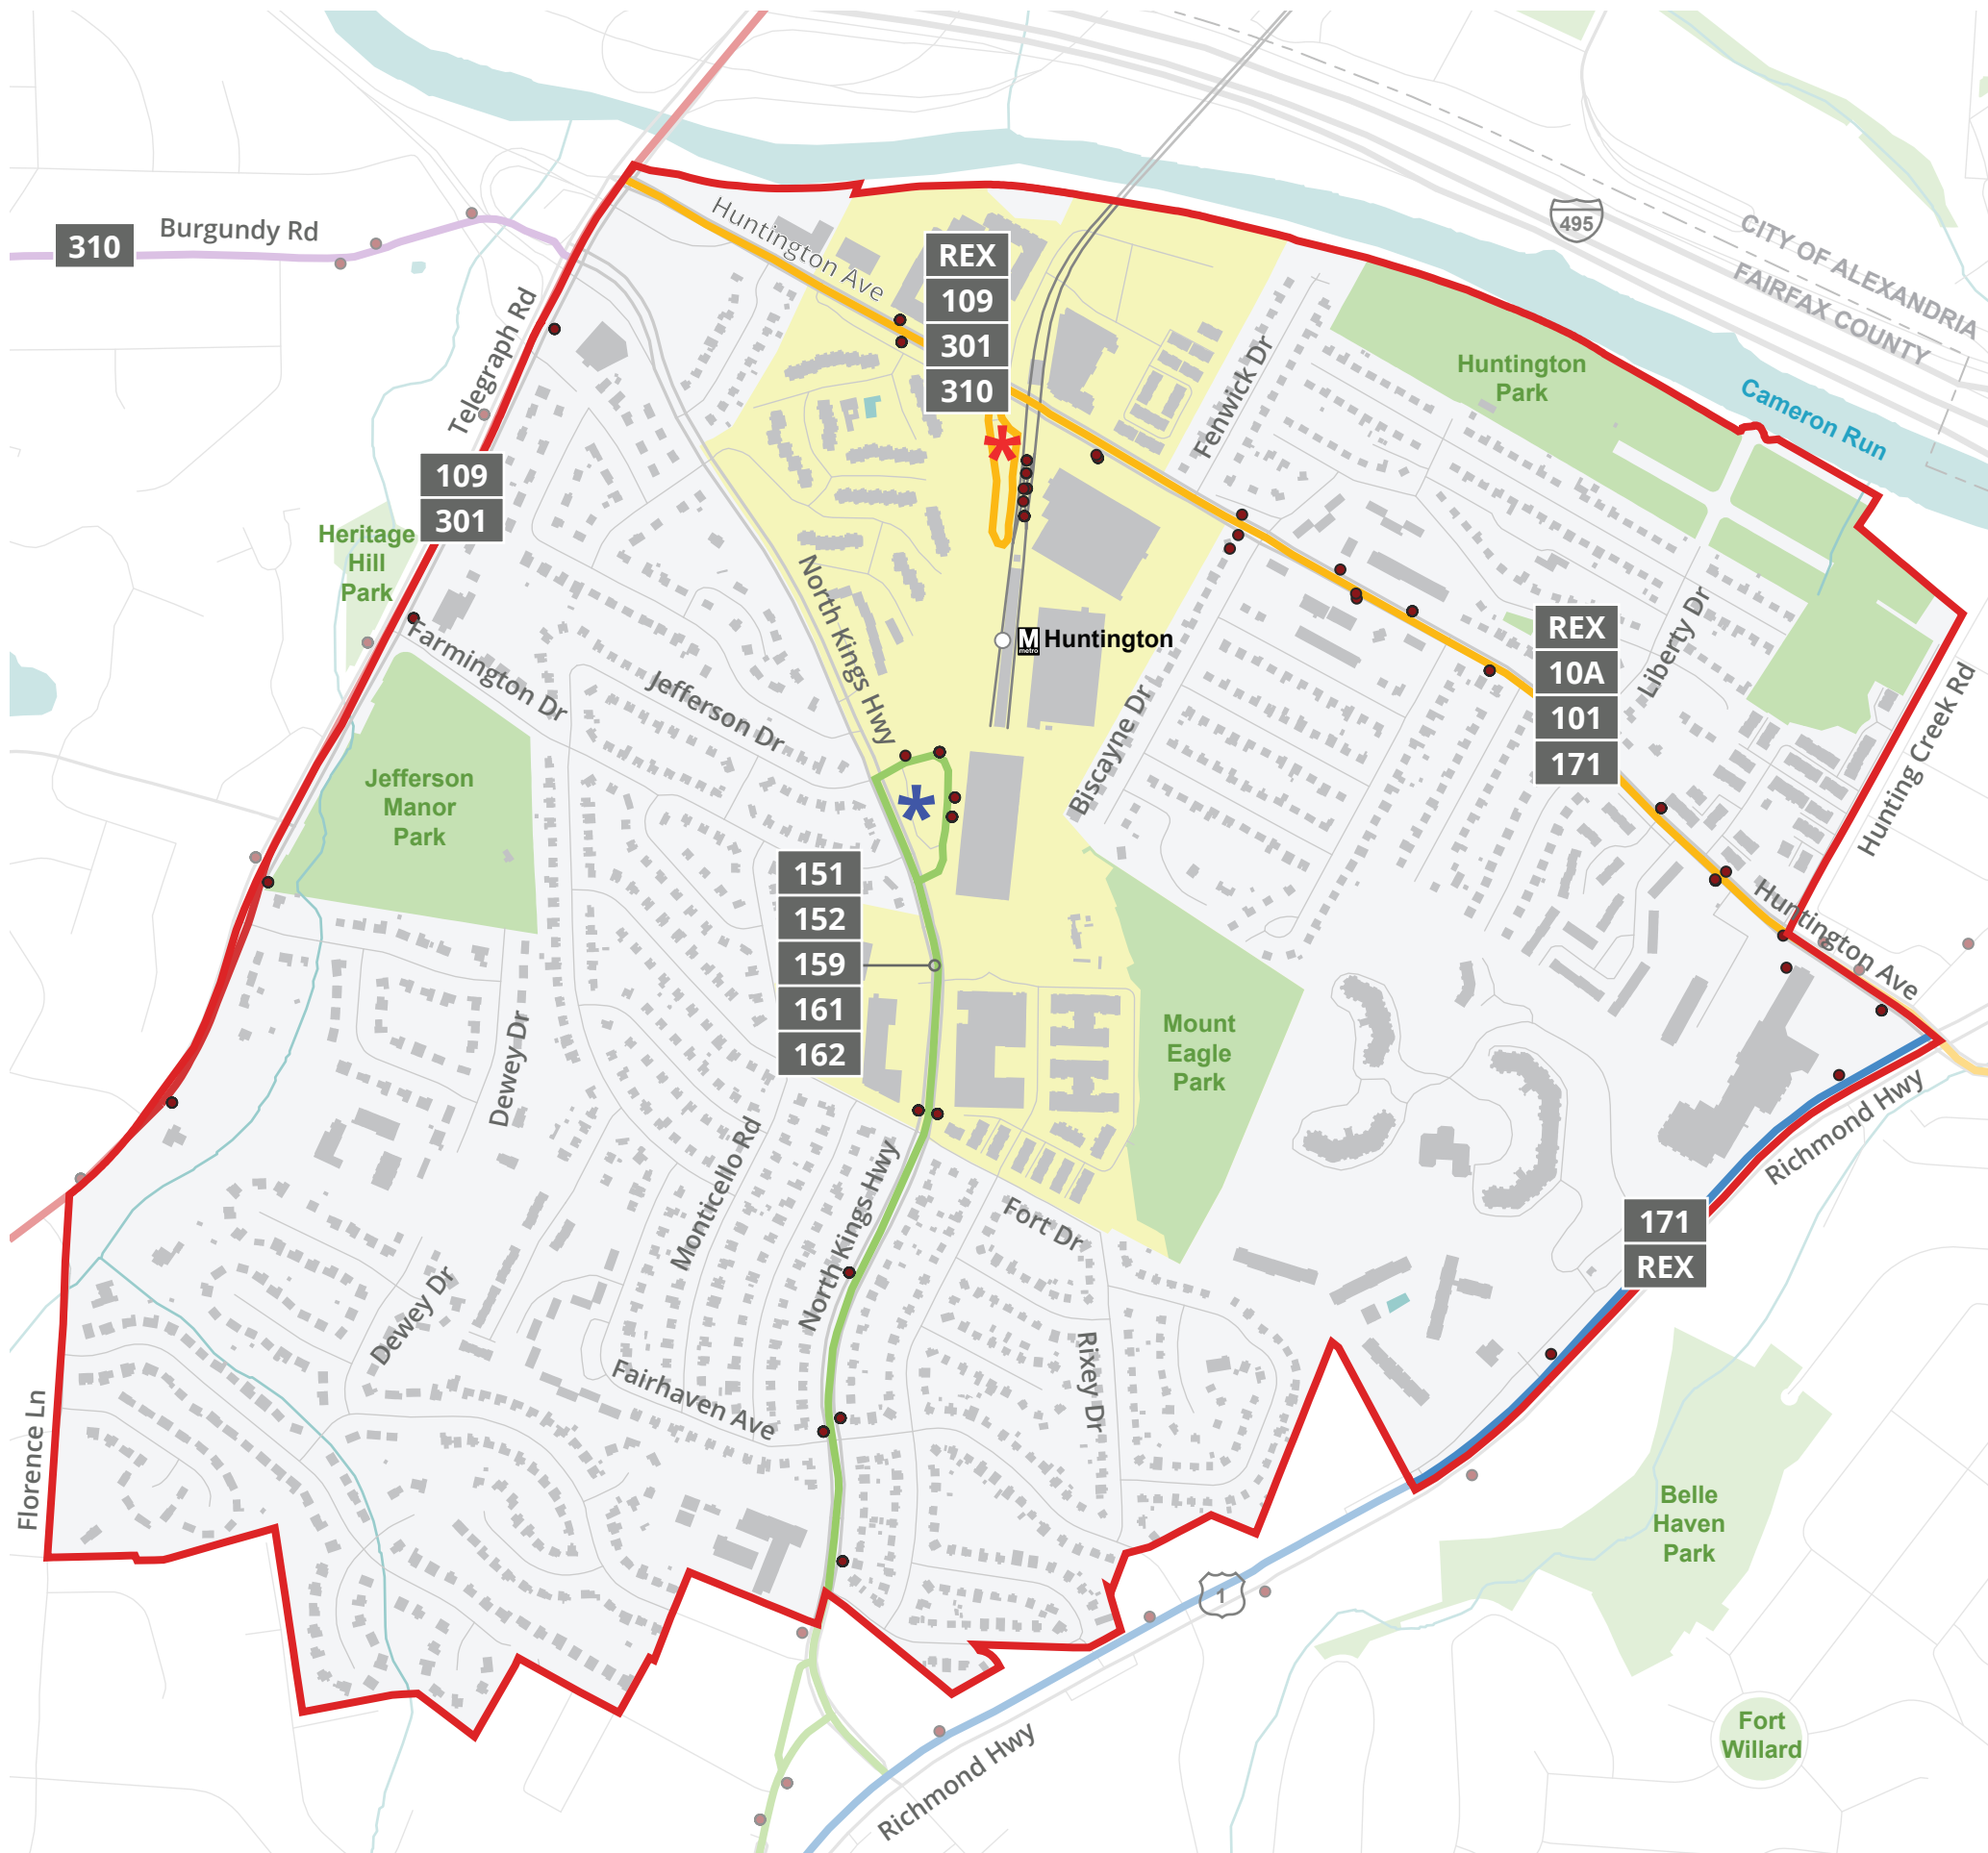 495
CITY OF ALEXANDRIA
FAIRFAX COUNTY
310
Burgundy Rd
Huntington Ave
REX
109
301
310
Telegraph Rd
Fenwick Dr
Huntington
Park
Cameron Run
109
301
Heritage
Hill
Park
North Kings Hwy
M
metro
Huntington
REX
10A
101
171
Liberty Dr
Farmington Dr
Jefferson Dr
Biscayne Dr
Hunting Creek Rd
Jefferson
Manor
Park
151
152
159
161
162
Huntington Ave
Dewey Dr
Mount
Eagle
Park
Richmond Hwy
Monticello Rd
North Kings Hwy
Fort Dr
171
REX
Dewey Dr
Rixey Dr
Fairhaven Ave
Florence Ln
Belle
Haven
Park
1
Fort
Willard
Richmond Hwy